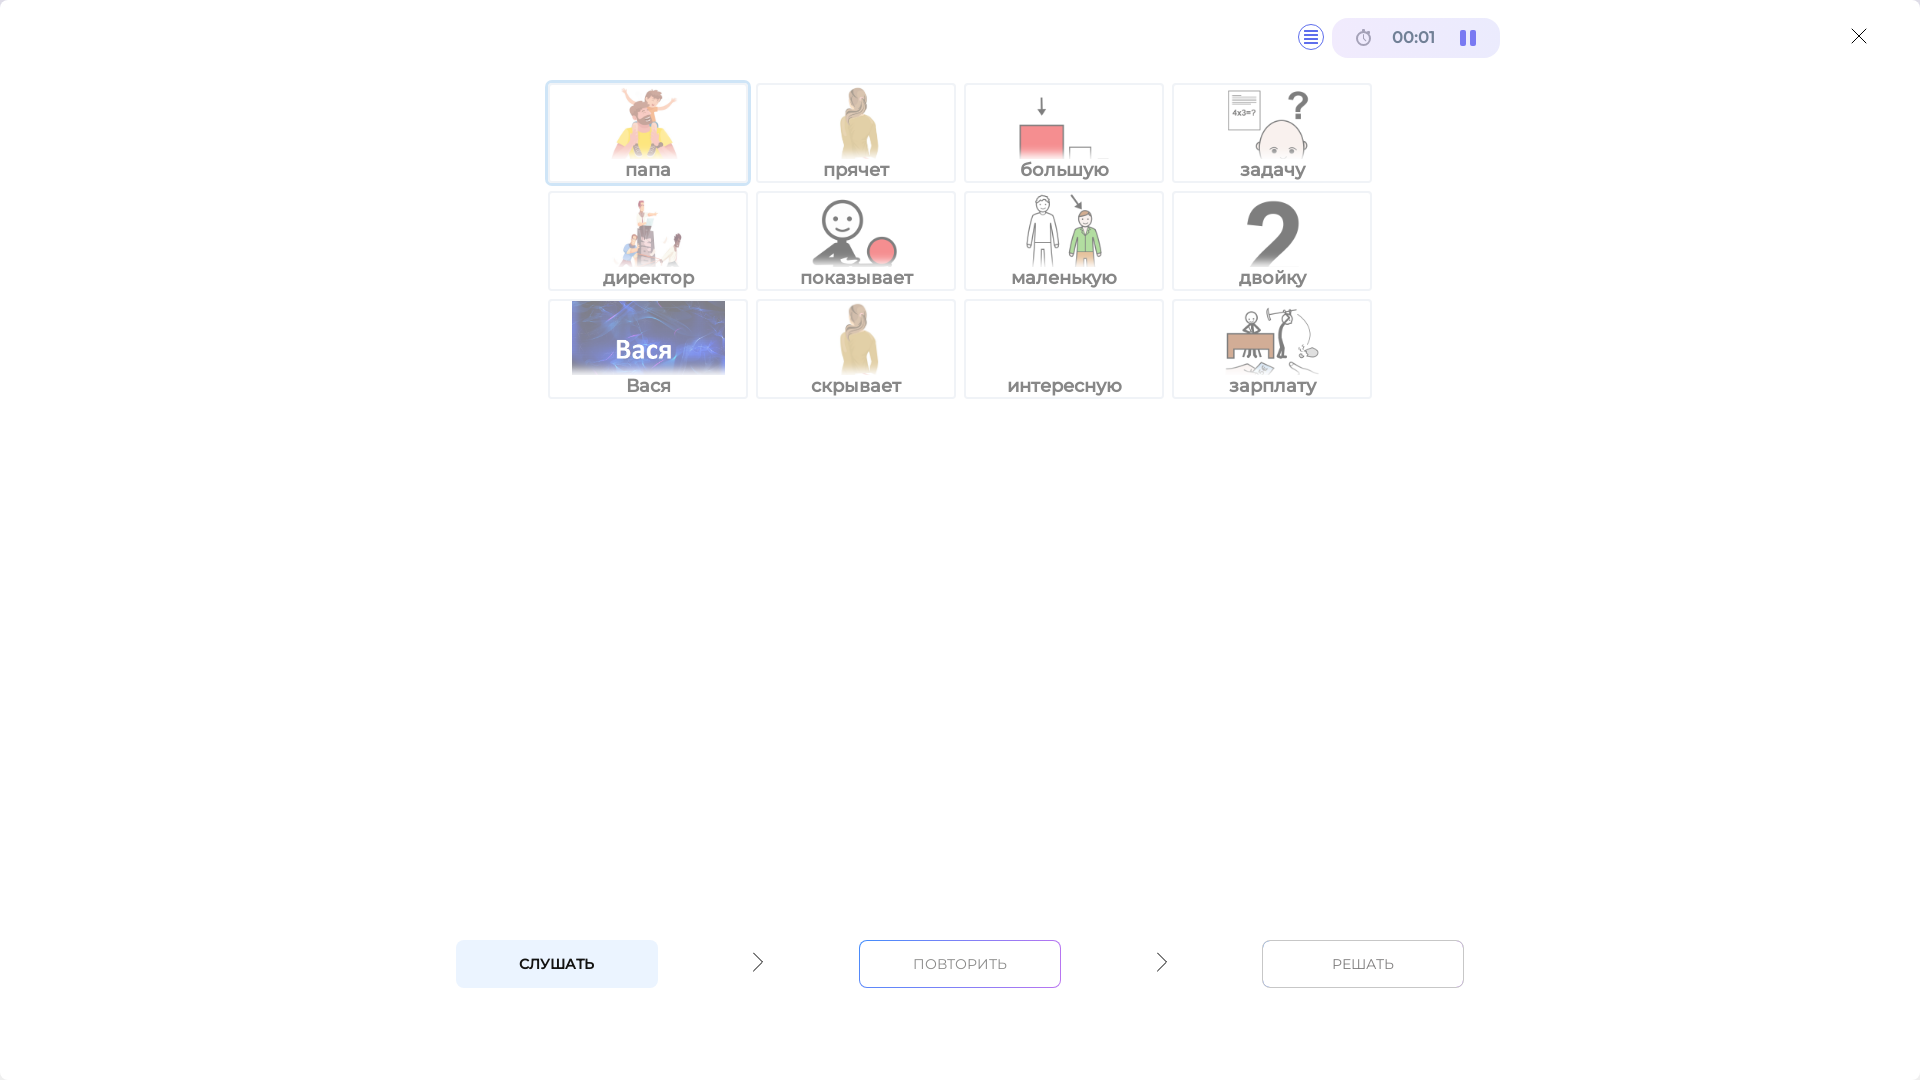 00:01
4x3=?
?
папа
прячет
большую
задачу
2
директор
показывает
маленькую
двойку
Вася
Вася
скрывает
интересную
зарплату
СЛУШАТЬ
ПОВТОРИТЬ
РЕШАТЬ